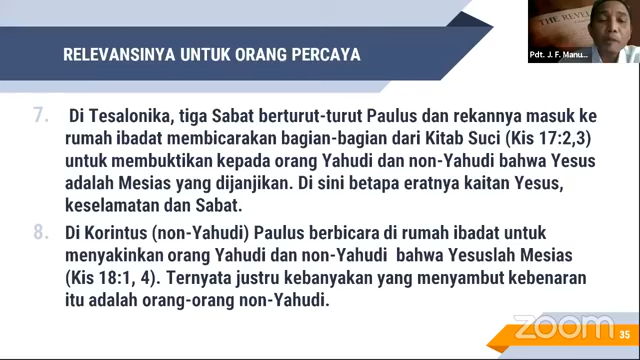 RELEVANSINYA UNTUK ORANG PERCAYA
THE REVEL
Pdt. J. F. Manu...
7. Di Tesalonika, tiga Sabat berturut-turut Paulus dan rekannya masuk ke
rumah ibadat membicarakan bagian-bagian dari Kitab Suci (Kis 17:2,3)
untuk membuktikan kepada orang Yahudi dan non-Yahudi bahwa Yesus
adalah Mesias yang dijanjikan. Di sini betapa eratnya kaitan Yesus,
keselamatan dan Sabat.
8. Di Korintus (non-Yahudi) Paulus berbicara di rumah ibadat untuk
menyakinkan orang Yahudi dan non-Yahudi bahwa Yesuslah Mesias
(Kis 18:1, 4). Ternyata justru kebanyakan yang menyambut kebenaran
itu adalah orang-orang non-Yahudi.
zoom
35